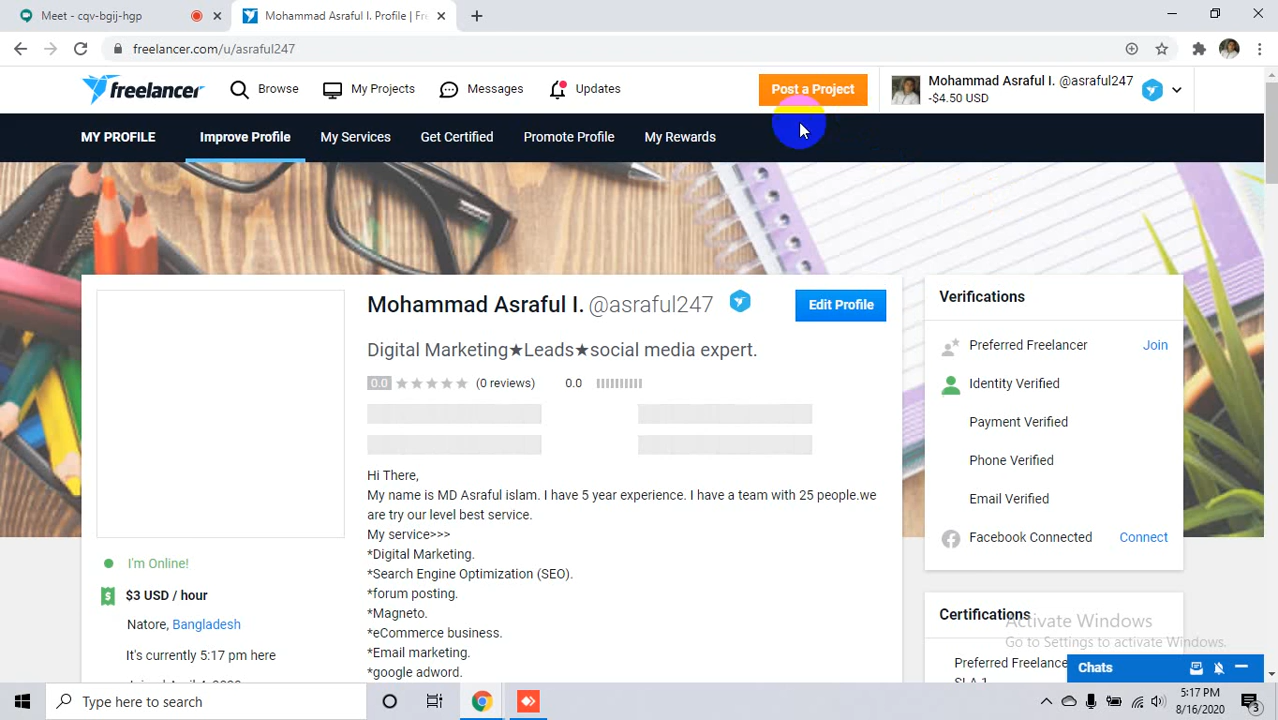 Meet - cqv-bgij-hgp
Mohammad Asraful I. Profile | Fre
freelancer.com/u/asraful247
freelancer
Browse
My Projects
Messages
Updates
Post a Project
Mohammad Asraful I. @asraful247
-$4.50 USD
MY PROFILE
Improve Profile
My Services
Get Certified
Promote Profile
My Rewards
Mohammad Asraful I. @asraful247
Edit Profile
Digital Marketing★Leads★social media expert.
0.0 ★★★★★ (0 reviews) 0.0
Hi There,
My name is MD Asraful islam. I have 5 year experience. I have a team with 25 people.we
are try our level best service.
My service>>>
*Digital Marketing.
*Search Engine Optimization (SEO).
*forum posting.
*Magneto.
*eCommerce business.
*Email marketing.
*google adword.
I'm Online!
$3 USD / hour
Natore, Bangladesh
It's currently 5:17 pm here
Verifications
Preferred Freelancer Join
Identity Verified
Payment Verified
Phone Verified
Email Verified
Facebook Connected Connect
Certifications
Preferred Freelance
SLA 1
Activate Windows
Go to Settings to activate Windows.
Chats
Type here to search
5:17 PM
8/16/2020
3